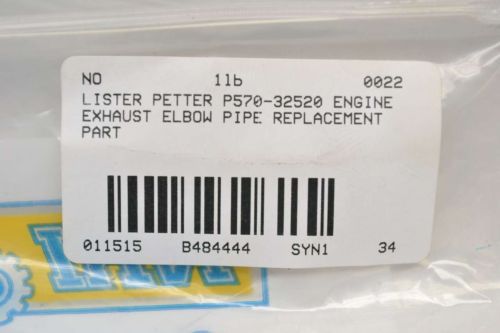 NO 1lb 0022
LISTER PETTER P570-32520 ENGINE
EXHAUST ELBOW PIPE REPLACEMENT
PART
011515 B484444 SYN1 34